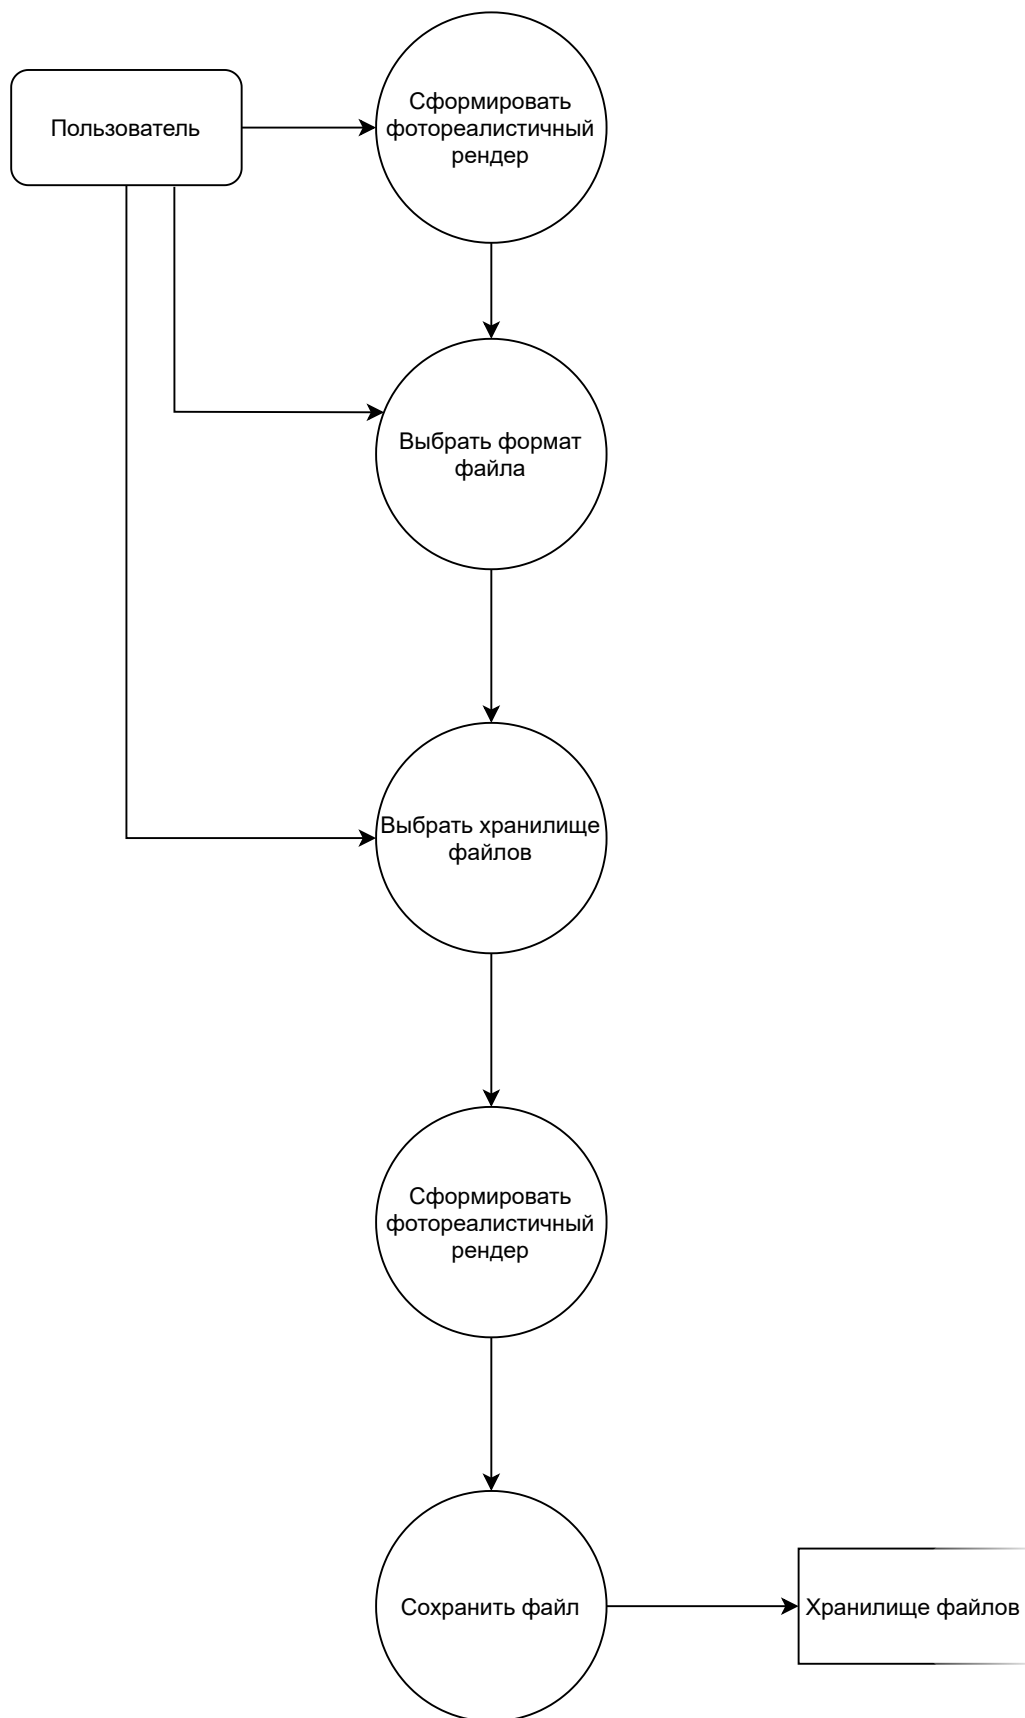 Пользователь
Сформировать
фотореалистичный
рендер
Выбрать формат
файла
Выбрать хранилище
файлов
Сформировать
фотореалистичный
рендер
Сохранить файл
Хранилище файлов